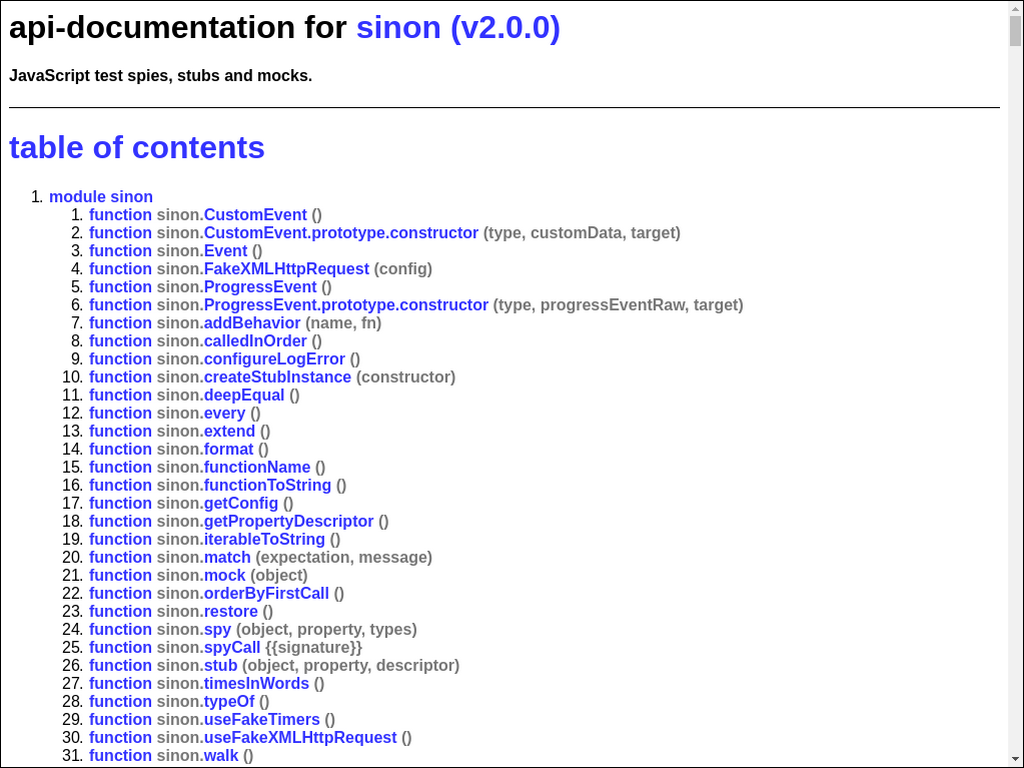 api-documentation for sinon (v2.0.0)
JavaScript test spies, stubs and mocks.
table of contents
1. module sinon
1. function sinon.CustomEvent ()
2. function sinon.CustomEvent.prototype.constructor (type, customData, target)
3. function sinon.Event ()
4. function sinon.FakeXMLHttpRequest (config)
5. function sinon.ProgressEvent ()
6. function sinon.ProgressEvent.prototype.constructor (type, progressEventRaw, target)
7. function sinon.addBehavior (name, fn)
8. function sinon.calledInOrder ()
9. function sinon.configureLogError ()
10. function sinon.createStubInstance (constructor)
11. function sinon.deepEqual ()
12. function sinon.every ()
13. function sinon.extend ()
14. function sinon.format ()
15. function sinon.functionName ()
16. function sinon.functionToString ()
17. function sinon.getConfig ()
18. function sinon.getPropertyDescriptor ()
19. function sinon.iterableToString ()
20. function sinon.match (expectation, message)
21. function sinon.mock (object)
22. function sinon.orderByFirstCall ()
23. function sinon.restore ()
24. function sinon.spy (object, property, types)
25. function sinon.spyCall {{signature}}
26. function sinon.stub (object, property, descriptor)
27. function sinon.timesInWords ()
28. function sinon.typeOf ()
29. function sinon.useFakeTimers ()
30. function sinon.useFakeXMLHttpRequest ()
31. function sinon.walk ()